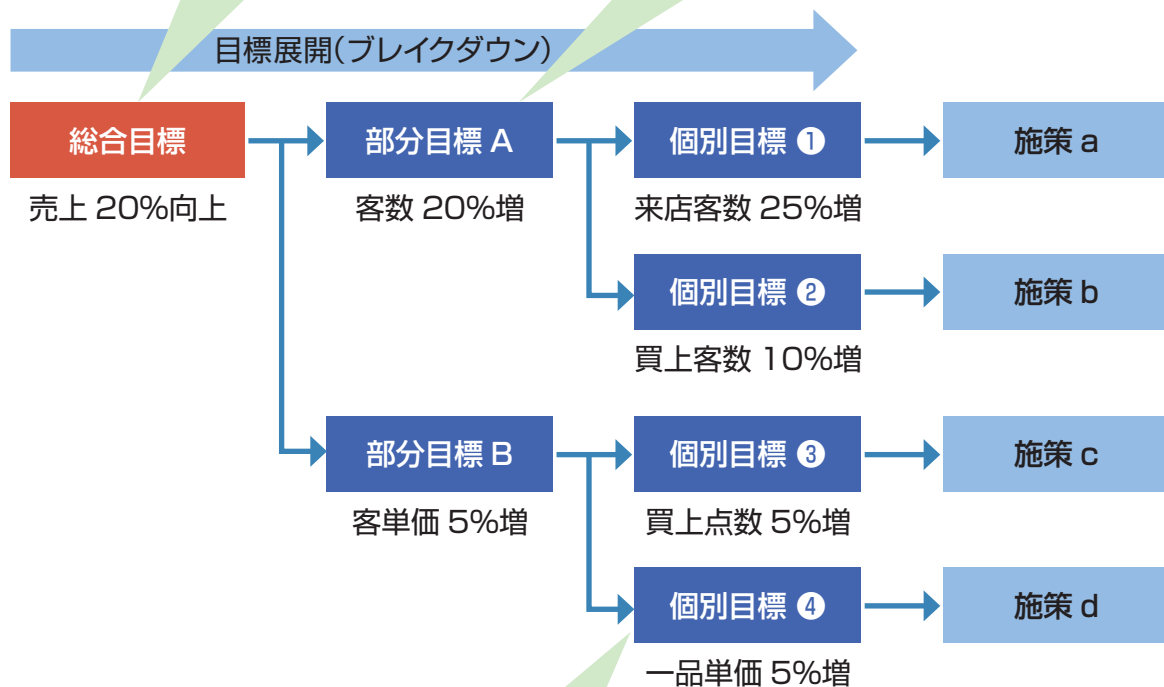 目標展開(ブレイクダウン)
総合目標
部分目標 A
個別目標 ❶
施策 a
売上 20%向上
客数 20%増
来店客数 25%増
個別目標 ❷
施策 b
買上客数 10%増
部分目標 B
個別目標 ❸
施策 c
客単価 5%増
買上点数 5%増
個別目標 ❹
施策 d
一品単価 5%増